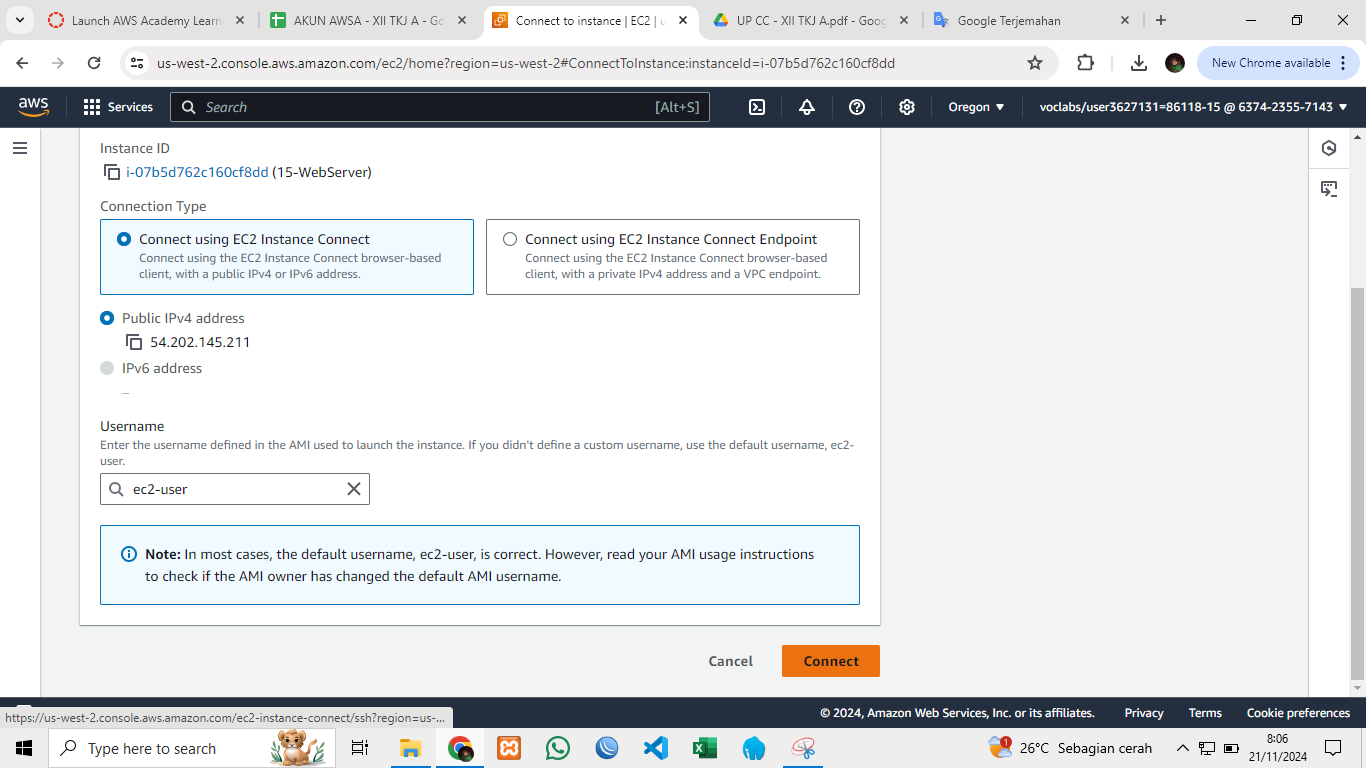 Launch AWS Academy Learn
AKUN AWSA - XII TKJ A - Go
Connect to instance | EC2 | u
UP CC - XII TKJ A.pdf - Goog
Google Terjemahan
us-west-2.console.aws.amazon.com/ec2/home?region=us-west-2#ConnectToInstance:instanceId=i-07b5d762c160cf8dd
New Chrome available
aws
Services
Search
[Alt+S]
Oregon
voclabs/user3627131=86118-15 @ 6374-2355-7143
Instance ID
i-07b5d762c160cf8dd (15-WebServer)
Connection Type
Connect using EC2 Instance Connect
Connect using the EC2 Instance Connect browser-based
client, with a public IPv4 or IPv6 address.
Connect using EC2 Instance Connect Endpoint
Connect using the EC2 Instance Connect browser-based
client, with a private IPv4 address and a VPC endpoint.
Public IPv4 address
54.202.145.211
IPv6 address
–
Username
Enter the username defined in the AMI used to launch the instance. If you didn't define a custom username, use the default username, ec2-
user.
ec2-user
Note: In most cases, the default username, ec2-user, is correct. However, read your AMI usage instructions
to check if the AMI owner has changed the default AMI username.
Cancel
Connect
https://us-west-2.console.aws.amazon.com/ec2-instance-connect/ssh?region=us-...
© 2024, Amazon Web Services, Inc. or its affiliates.
Privacy
Terms
Cookie preferences
Type here to search
1
26°C Sebagian cerah
8:06
21/11/2024